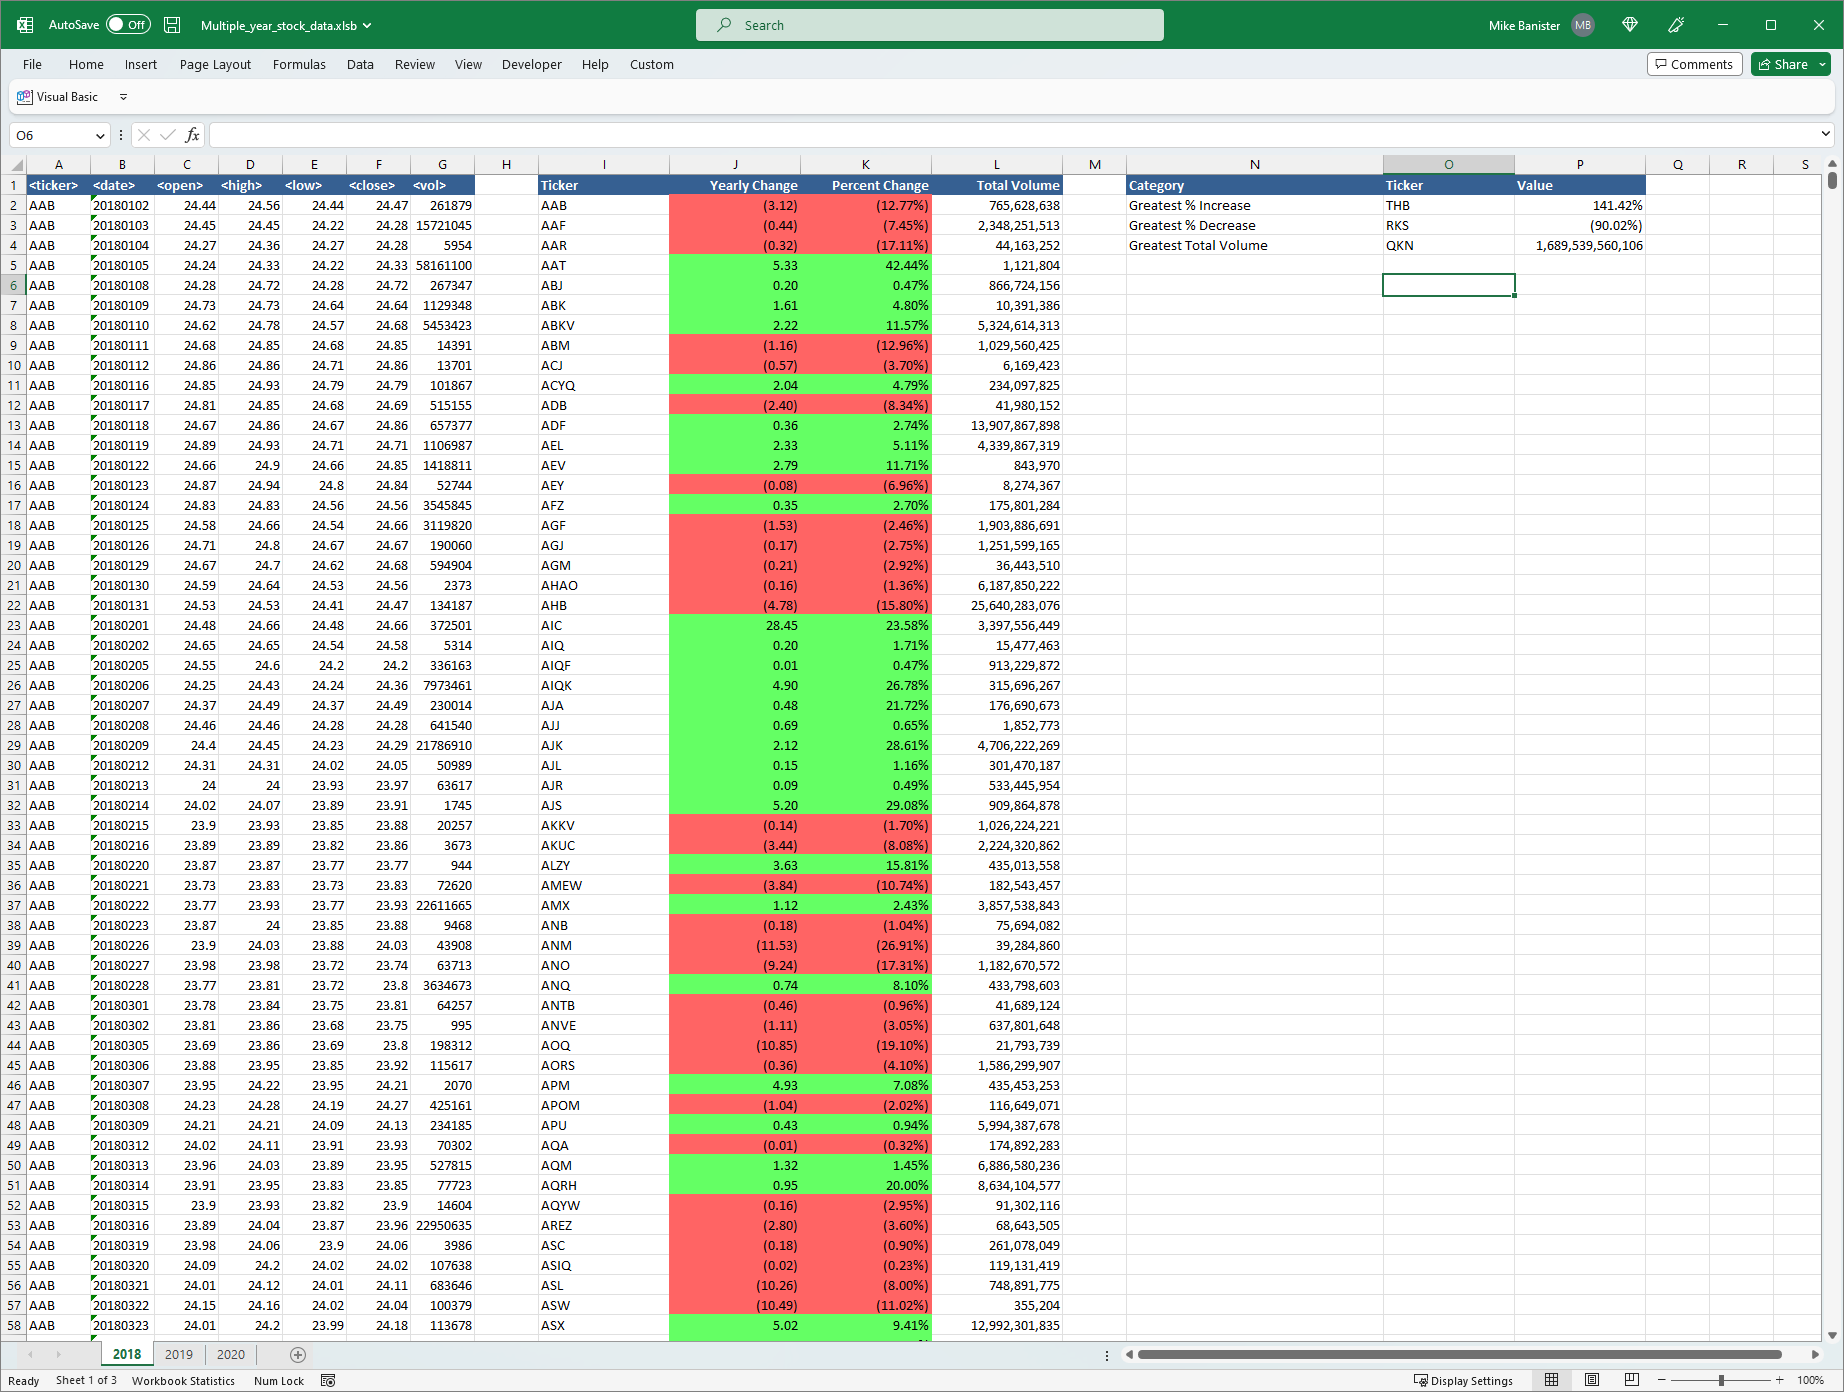 AutoSave Off Multiple_year_stock_data.xlsb Search Mike Banister MB
File Home Insert Page Layout Formulas Data Review View Developer Help Custom Comments Share
Visual Basic
O6 fx
A B C D E F G H I J K L M N O P Q R S
1 <ticker> <date> <open> <high> <low> <close> <vol> Ticker Yearly Change Percent Change Total Volume Category Ticker Value
2 AAB 20180102 24.44 24.56 24.44 24.47 261879 AAB (3.12) (12.77%) 765,628,638 Greatest % Increase THB 141.42%
3 AAB 20180103 24.45 24.45 24.22 24.28 15721045 AAF (0.44) (7.45%) 2,348,251,513 Greatest % Decrease RKS (90.02%)
4 AAB 20180104 24.27 24.36 24.27 24.28 5954 AAR (0.32) (17.11%) 44,163,252 Greatest Total Volume QKN 1,689,539,560,106
5 AAB 20180105 24.24 24.33 24.22 24.33 58161100 AAT 5.33 42.44% 1,121,804
6 AAB 20180108 24.28 24.72 24.28 24.72 267347 ABJ 0.20 0.47% 866,724,156
7 AAB 20180109 24.73 24.73 24.64 24.64 1129348 ABK 1.61 4.80% 10,391,386
8 AAB 20180110 24.62 24.78 24.57 24.68 5453423 ABKV 2.22 11.57% 5,324,614,313
9 AAB 20180111 24.68 24.85 24.68 24.85 14391 ABM (1.16) (12.96%) 1,029,560,425
10 AAB 20180112 24.86 24.86 24.71 24.86 13701 ACJ (0.57) (3.70%) 6,169,423
11 AAB 20180116 24.85 24.93 24.79 24.79 101867 ACYQ 2.04 4.79% 234,097,825
12 AAB 20180117 24.81 24.85 24.68 24.69 515155 ADB (2.40) (8.34%) 41,980,152
13 AAB 20180118 24.67 24.86 24.67 24.86 657377 ADF 0.36 2.74% 13,907,867,898
14 AAB 20180119 24.89 24.93 24.71 24.71 1106987 AEL 2.33 5.11% 4,339,867,319
15 AAB 20180122 24.66 24.9 24.66 24.85 1418811 AEV 2.79 11.71% 843,970
16 AAB 20180123 24.87 24.94 24.8 24.84 52744 AEY (0.08) (6.96%) 8,274,367
17 AAB 20180124 24.83 24.83 24.56 24.56 3545845 AFZ 0.35 2.70% 175,801,284
18 AAB 20180125 24.58 24.66 24.54 24.66 3119820 AGF (1.53) (2.46%) 1,903,886,691
19 AAB 20180126 24.71 24.8 24.67 24.67 190060 AGJ (0.17) (2.75%) 1,251,599,165
20 AAB 20180129 24.67 24.7 24.62 24.68 594904 AGM (0.21) (2.92%) 36,443,510
21 AAB 20180130 24.59 24.64 24.53 24.56 2373 AHAO (0.16) (1.36%) 6,187,850,222
22 AAB 20180131 24.53 24.53 24.41 24.47 134187 AHB (4.78) (15.80%) 25,640,283,076
23 AAB 20180201 24.48 24.66 24.48 24.66 372501 AIC 28.45 23.58% 3,397,556,449
24 AAB 20180202 24.65 24.65 24.54 24.58 5314 AIQ 0.20 1.71% 15,477,463
25 AAB 20180205 24.55 24.6 24.2 24.2 336163 AIQF 0.01 0.47% 913,229,872
26 AAB 20180206 24.25 24.43 24.24 24.36 7973461 AIQK 4.90 26.78% 315,696,267
27 AAB 20180207 24.37 24.49 24.37 24.49 230014 AJA 0.48 21.72% 176,690,673
28 AAB 20180208 24.46 24.46 24.28 24.28 641540 AJJ 0.69 0.65% 1,852,773
29 AAB 20180209 24.4 24.45 24.23 24.29 21786910 AJK 2.12 28.61% 4,706,222,269
30 AAB 20180212 24.31 24.31 24.02 24.05 50989 AJL 0.15 1.16% 301,470,187
31 AAB 20180213 24 24 23.93 23.97 63617 AJR 0.09 0.49% 533,445,954
32 AAB 20180214 24.02 24.07 23.89 23.91 1745 AJS 5.20 29.08% 909,864,878
33 AAB 20180215 23.9 23.93 23.85 23.88 20257 AKKV (0.14) (1.70%) 1,026,224,221
34 AAB 20180216 23.89 23.89 23.82 23.86 3673 AKUC (3.44) (8.08%) 2,224,320,862
35 AAB 20180220 23.87 23.87 23.77 23.77 944 ALZY 3.63 15.81% 435,013,558
36 AAB 20180221 23.73 23.83 23.73 23.83 72620 AMEW (3.84) (10.74%) 182,543,457
37 AAB 20180222 23.77 23.93 23.77 23.93 22611665 AMX 1.12 2.43% 3,857,538,843
38 AAB 20180223 23.87 24 23.85 23.88 9468 ANB (0.18) (1.04%) 75,694,082
39 AAB 20180226 23.9 24.03 23.88 24.03 43908 ANM (11.53) (26.91%) 39,284,860
40 AAB 20180227 23.98 23.98 23.72 23.74 63713 ANO (9.24) (17.31%) 1,182,670,572
41 AAB 20180228 23.77 23.81 23.72 23.8 3634673 ANQ 0.74 8.10% 433,798,603
42 AAB 20180301 23.78 23.84 23.75 23.81 64257 ANTB (0.46) (0.96%) 41,689,124
43 AAB 20180302 23.81 23.86 23.68 23.75 995 ANVE (1.11) (3.05%) 637,801,648
44 AAB 20180305 23.69 23.86 23.69 23.8 198312 AOQ (10.85) (19.10%) 21,793,739
45 AAB 20180306 23.88 23.95 23.85 23.92 115617 AORS (0.36) (4.10%) 1,586,299,907
46 AAB 20180307 23.95 24.22 23.95 24.21 2070 APM 4.93 7.08% 435,453,253
47 AAB 20180308 24.23 24.28 24.19 24.27 425161 APOM (1.04) (2.02%) 116,649,071
48 AAB 20180309 24.21 24.21 24.09 24.13 234185 APU 0.43 0.94% 5,994,387,678
49 AAB 20180312 24.02 24.11 23.91 23.93 70302 AQA (0.01) (0.32%) 174,892,283
50 AAB 20180313 23.96 24.03 23.89 23.95 527815 AQM 1.32 1.45% 6,886,580,236
51 AAB 20180314 23.91 23.95 23.83 23.85 77723 AQRH 0.95 20.00% 8,634,104,577
52 AAB 20180315 23.9 23.93 23.82 23.9 14604 AQYW (0.16) (2.95%) 91,302,116
53 AAB 20180316 23.89 24.04 23.87 23.96 22950635 AREZ (2.80) (3.60%) 68,643,505
54 AAB 20180319 23.98 24.06 23.9 24.06 3986 ASC (0.18) (0.90%) 261,078,049
55 AAB 20180320 24.09 24.2 24.02 24.02 107638 ASIQ (0.02) (0.23%) 119,131,419
56 AAB 20180321 24.01 24.12 24.01 24.11 683646 ASL (10.26) (8.00%) 748,891,775
57 AAB 20180322 24.15 24.16 24.02 24.04 100379 ASW (10.49) (11.02%) 355,204
58 AAB 20180323 24.01 24.2 23.99 24.18 113678 ASX 5.02 9.41% 12,992,301,835
2018 2019 2020
Ready Sheet 1 of 3 Workbook Statistics Num Lock Display Settings 100%